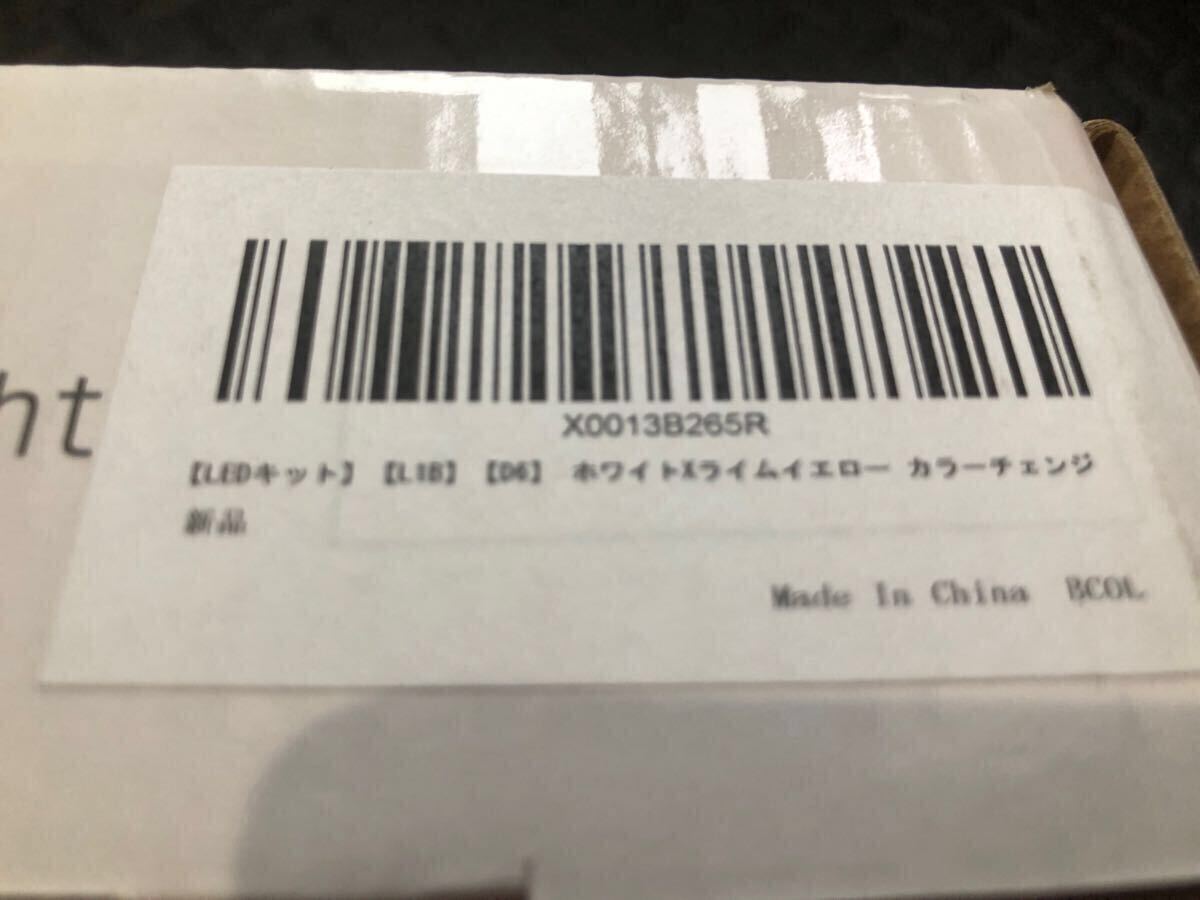 ht
X0013B265R
【LEDキット】【L1B】【D6】 ホワイトXライムイエロー カラーチェンジ
新品
Made In China BCOL